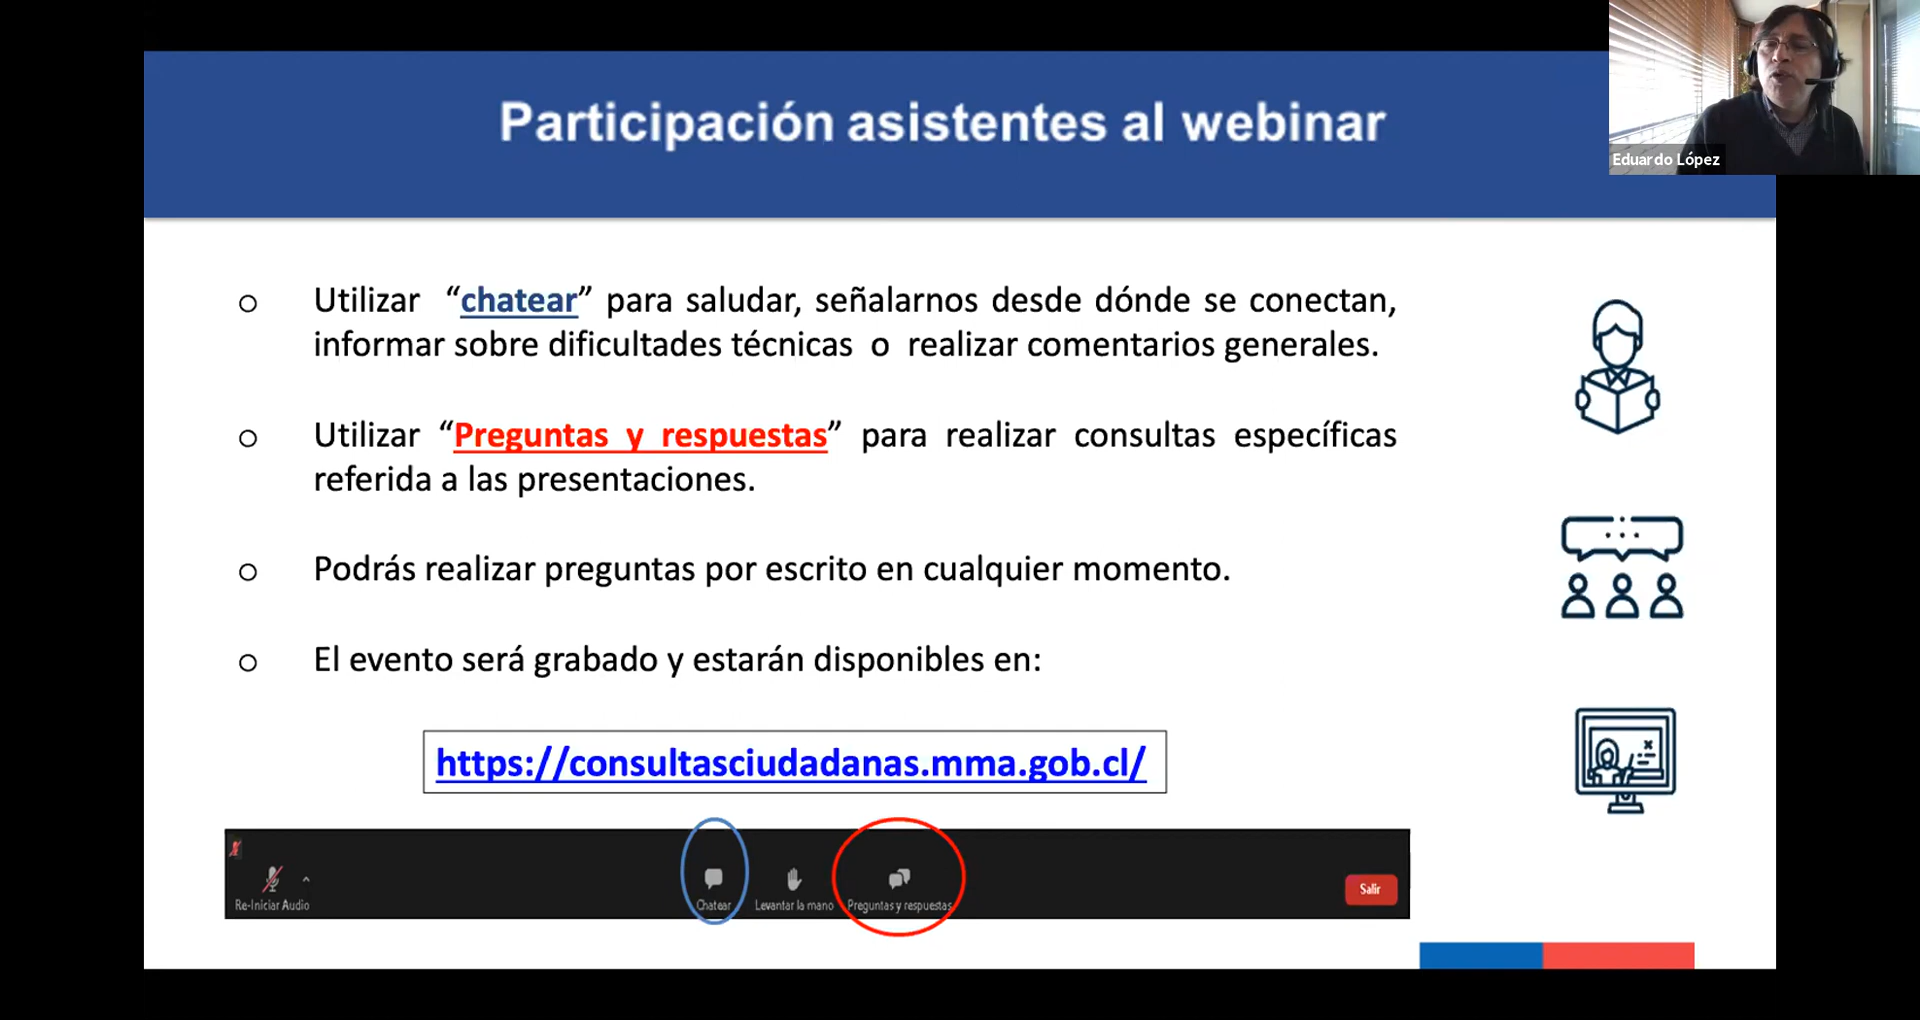 Participación asistentes al webinar
Eduardo López
o Utilizar “chatear” para saludar, señalarnos desde dónde se conectan,
informar sobre dificultades técnicas o realizar comentarios generales.
o Utilizar “Preguntas y respuestas” para realizar consultas específicas
referida a las presentaciones.
o Podrás realizar preguntas por escrito en cualquier momento.
o El evento será grabado y estarán disponibles en:
https://consultasciudadanas.mma.gob.cl/
Re-Iniciar Audio
Chatear
Levantar la mano
Preguntas y respuestas
Salir